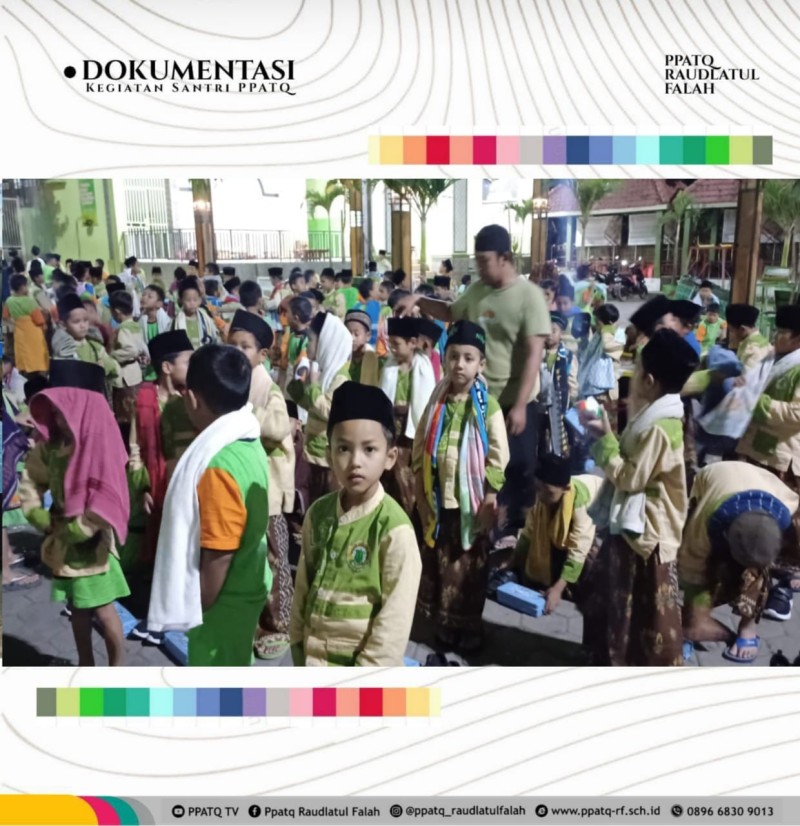 • DOKUMENTASI
KEGIATAN SANTRI PPATQ
PPATQ
RAUDLATUL
FALAH
PPATQ TV Ppatq Raudlatul Falah @ppatq_raudlatulfalah www.ppatq-rf.sch.id 0896 6830 9013